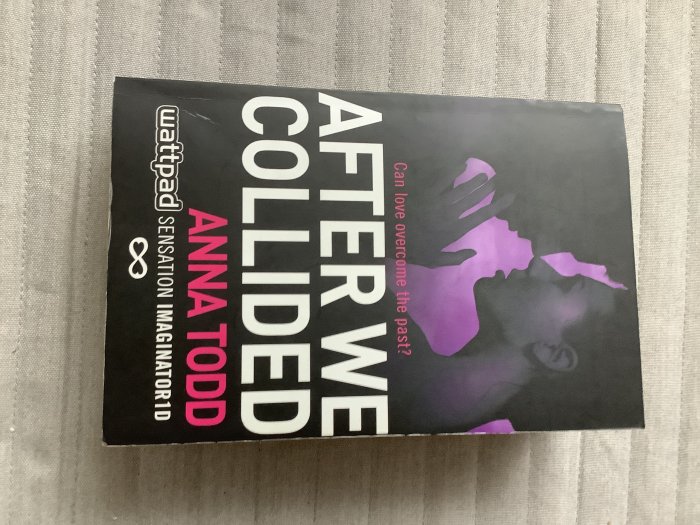 Can love overcome the past?
AFTER WE
COLLIDED
ANNA TODD
wattpad SENSATION IMAGINATOR1D